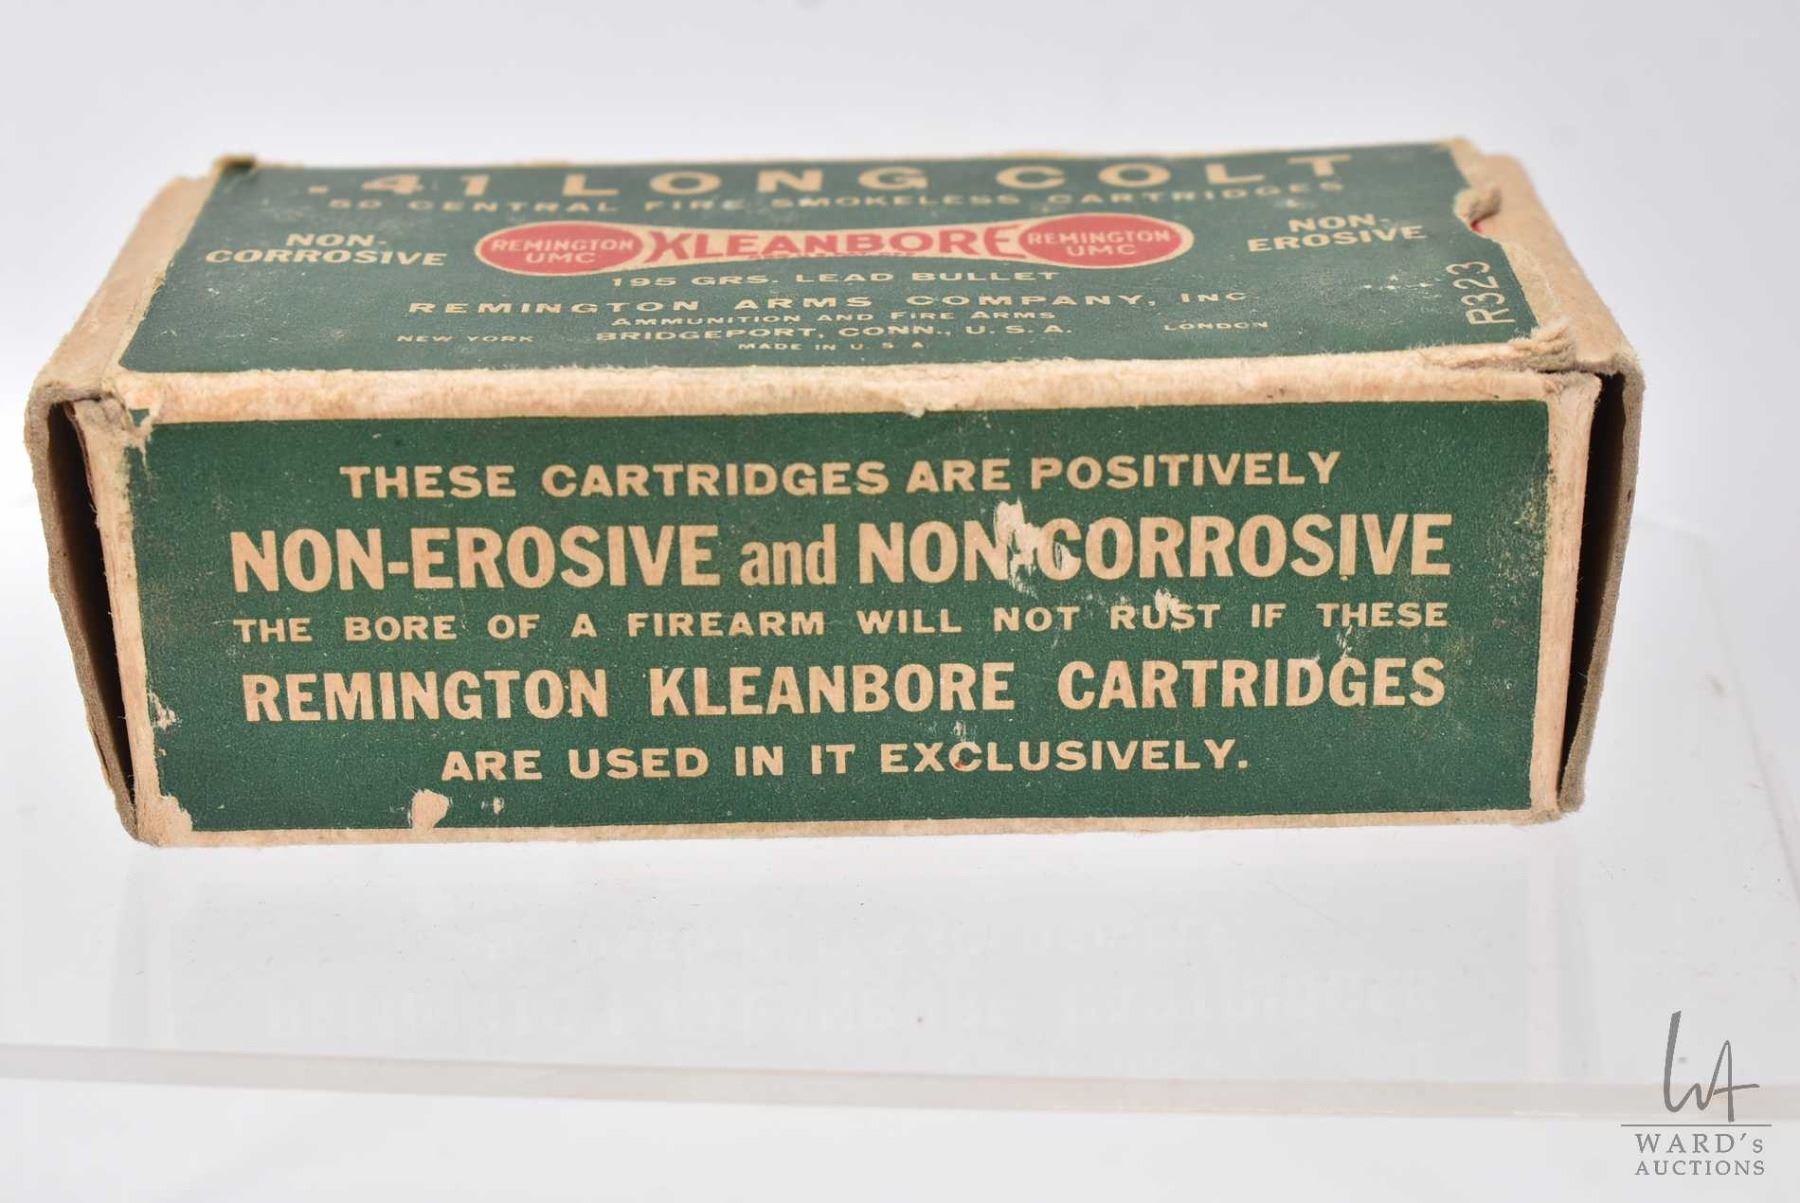 .41 LONG COLT
50 CENTRAL FIRE SMOKELESS CARTRIDGES
NON-
CORROSIVE
REMINGTON
UMC
KLEANBORE
REMINGTON
UMC
NON-
EROSIVE
195 GRS. LEAD BULLET
REMINGTON ARMS COMPANY, INC
AMMUNITION AND FIRE ARMS
NEW YORK BRIDGEPORT, CONN., U.S.A. LONDON
MADE IN U.S.A.
R323
THESE CARTRIDGES ARE POSITIVELY
NON-EROSIVE and NON-CORROSIVE
THE BORE OF A FIREARM WILL NOT RUST IF THESE
REMINGTON KLEANBORE CARTRIDGES
ARE USED IN IT EXCLUSIVELY.
WA
WARD's
AUCTIONS